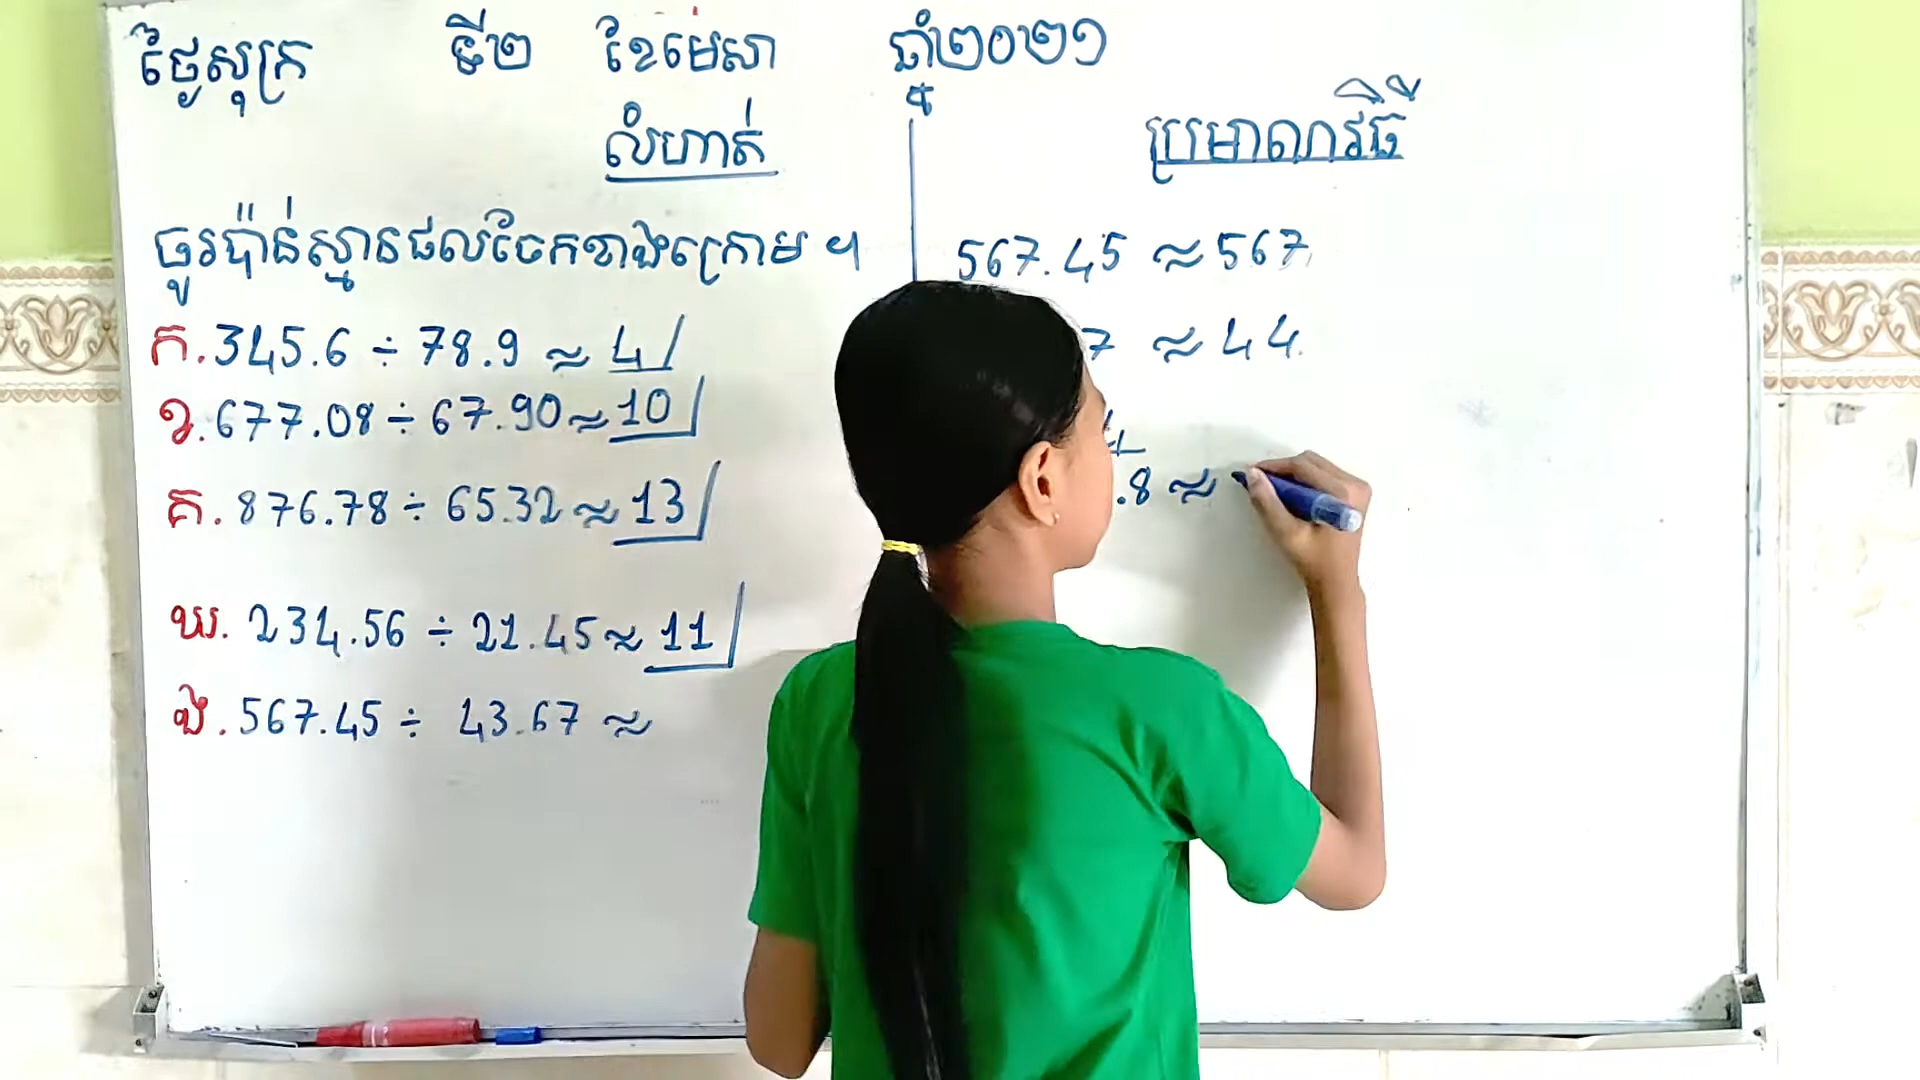 ថ្ងៃសុក្រ ទី២ ខែមេសា ឆ្នាំ២០២១
លំហាត់
ចូរប៉ាន់ស្មានផលចែកខាងក្រោម ។
ក. 345.6 ÷ 78.9 ≈ 4
ខ. 677.08 ÷ 67.90 ≈ 10
គ. 876.78 ÷ 65.32 ≈ 13
ឃ. 234.56 ÷ 21.45 ≈ 11
ង. 567.45 ÷ 43.67 ≈
ប្រមាណវិធី
567.45 ≈ 567
7 ≈ 44
.8 ≈